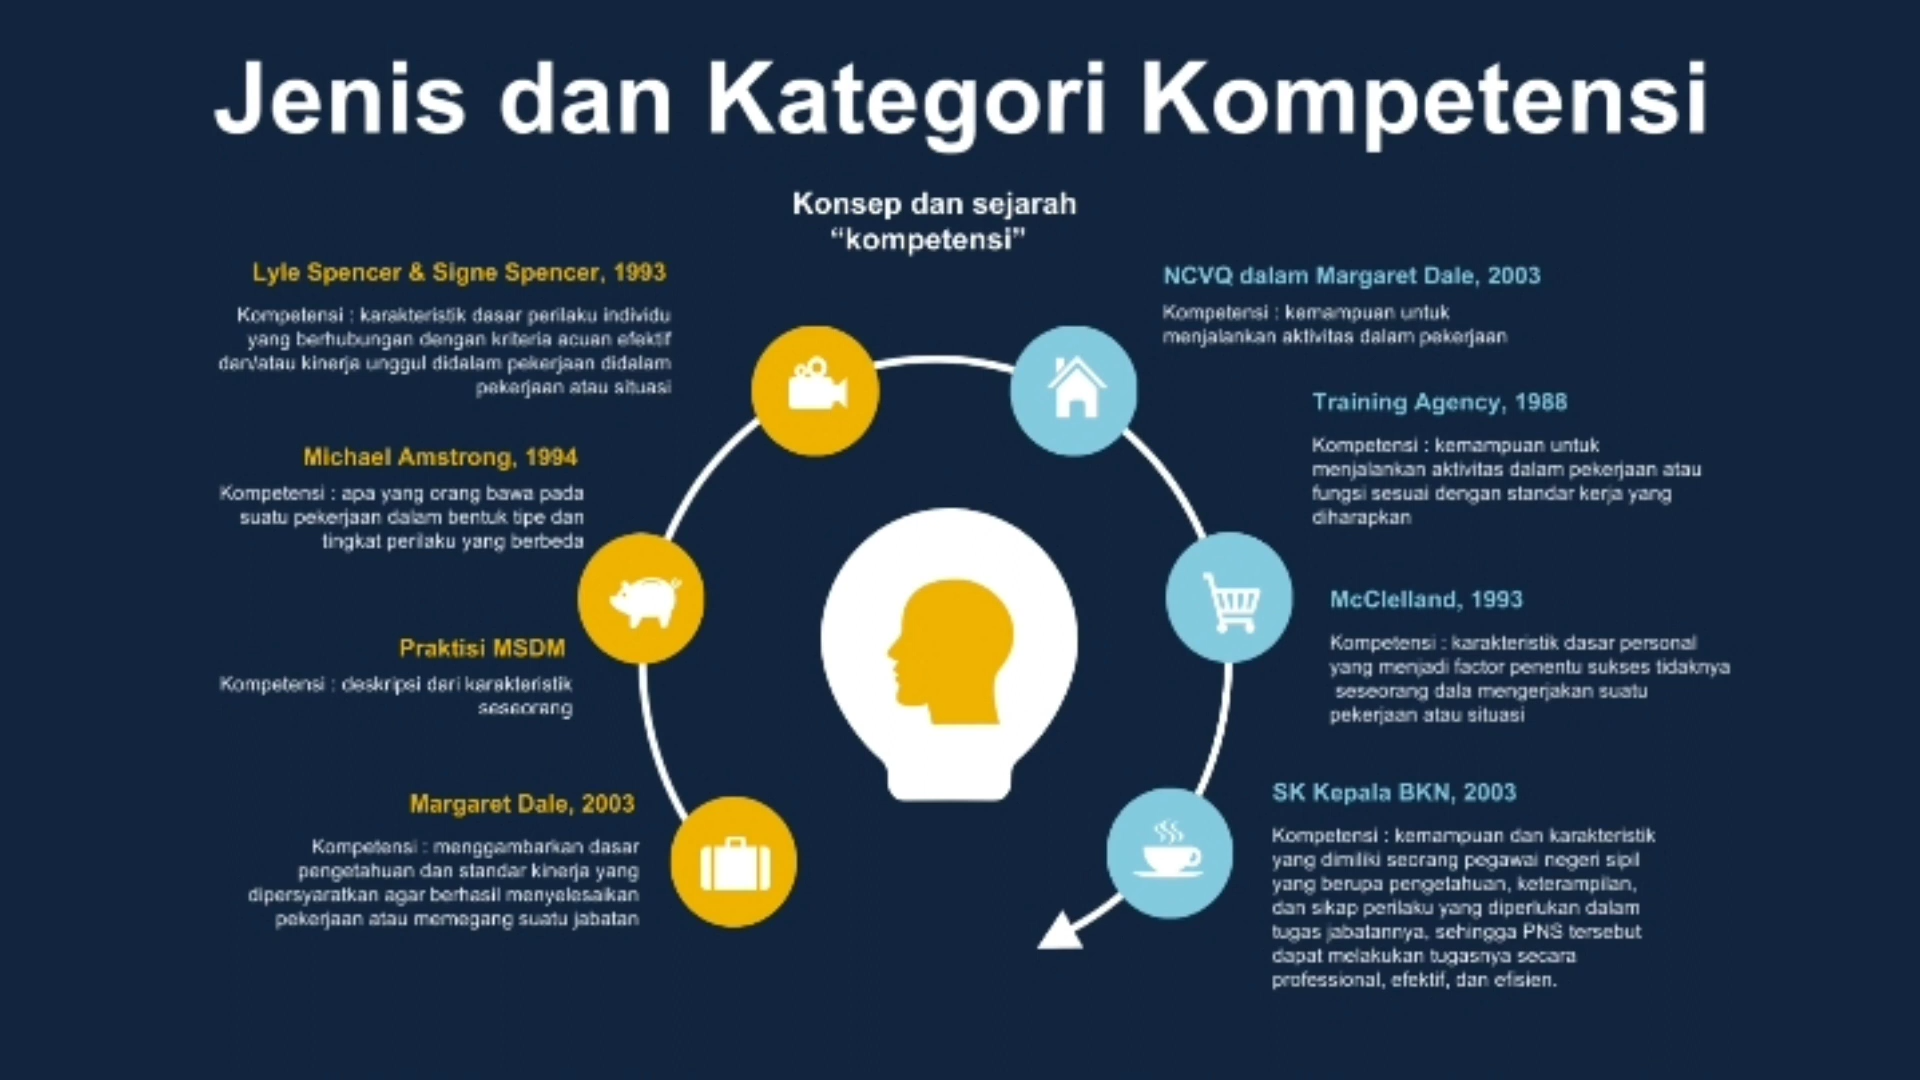 Jenis dan Kategori Kompetensi
Konsep dan sejarah
“kompetensi”
Lyle Spencer & Signe Spencer, 1993
Kompetensi : karakteristik dasar perilaku individu
yang berhubungan dengan kriteria acuan efektif
dan/atau kinerja unggul didalam pekerjaan didalam
pekerjaan atau situasi
Michael Amstrong, 1994
Kompetensi : apa yang orang bawa pada
suatu pekerjaan dalam bentuk tipe dan
tingkat perilaku yang berbeda
Praktisi MSDM
Kompetensi : deskripsi dari karakteristik
seseorang
Margaret Dale, 2003
Kompetensi : menggambarkan dasar
pengetahuan dan standar kinerja yang
dipersyaratkan agar berhasil menyelesaikan
pekerjaan atau memegang suatu jabatan
NCVQ dalam Margaret Dale, 2003
Kompetensi : kemampuan untuk
menjalankan aktivitas dalam pekerjaan
Training Agency, 1988
Kompetensi : kemampuan untuk
menjalankan aktivitas dalam pekerjaan atau
fungsi sesuai dengan standar kerja yang
diharapkan
McClelland, 1993
Kompetensi : karakteristik dasar personal
yang menjadi factor penentu sukses tidaknya
seseorang dala mengerjakan suatu
pekerjaan atau situasi
SK Kepala BKN, 2003
Kompetensi : kemampuan dan karakteristik
yang dimiliki seorang pegawai negeri sipil
yang berupa pengetahuan, keterampilan,
dan sikap perilaku yang diperlukan dalam
tugas jabatannya, sehingga PNS tersebut
dapat melakukan tugasnya secara
professional, efektif, dan efisien.